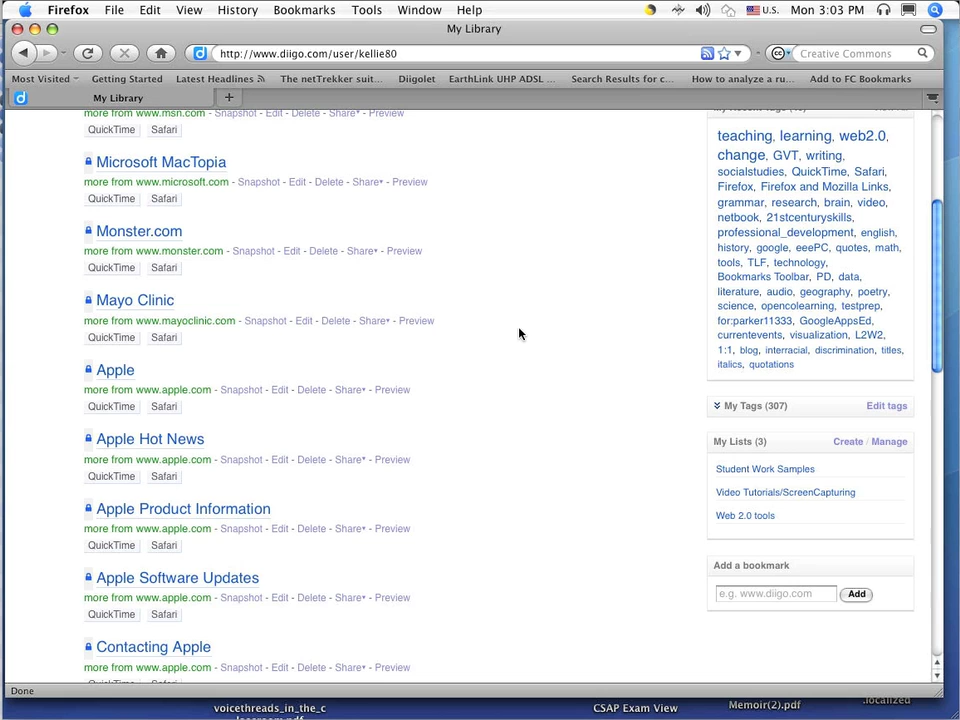 Firefox File Edit View History Bookmarks Tools Window Help U.S. Mon 3:03 PM
My Library
http://www.diigo.com/user/kellie80 Creative Commons
Most Visited Getting Started Latest Headlines The netTrekker suit... Diigolet EarthLink UHP ADSL ... Search Results for c... How to analyze a ru... Add to FC Bookmarks
My Library
more from www.msn.com - Snapshot - Edit - Delete - Share - Preview
QuickTime Safari
Microsoft MacTopia
more from www.microsoft.com - Snapshot - Edit - Delete - Share - Preview
QuickTime Safari
Monster.com
more from www.monster.com - Snapshot - Edit - Delete - Share - Preview
QuickTime Safari
Mayo Clinic
more from www.mayoclinic.com - Snapshot - Edit - Delete - Share - Preview
QuickTime Safari
Apple
more from www.apple.com - Snapshot - Edit - Delete - Share - Preview
QuickTime Safari
Apple Hot News
more from www.apple.com - Snapshot - Edit - Delete - Share - Preview
QuickTime Safari
Apple Product Information
more from www.apple.com - Snapshot - Edit - Delete - Share - Preview
QuickTime Safari
Apple Software Updates
more from www.apple.com - Snapshot - Edit - Delete - Share - Preview
QuickTime Safari
Contacting Apple
more from www.apple.com - Snapshot - Edit - Delete - Share - Preview
teaching, learning, web2.0,
change, GVT, writing,
socialstudies, QuickTime, Safari,
Firefox, Firefox and Mozilla Links,
grammar, research, brain, video,
netbook, 21stcenturyskills,
professional_development, english,
history, google, eeePC, quotes, math,
tools, TLF, technology,
Bookmarks Toolbar, PD, data,
literature, audio, geography, poetry,
science, opencolearning, testprep,
for:parker11333, GoogleAppsEd,
currentevents, visualization, L2W2,
1:1, blog, interracial, discrimination, titles,
italics, quotations
My Tags (307) Edit tags
My Lists (3) Create / Manage
Student Work Samples
Video Tutorials/ScreenCapturing
Web 2.0 tools
Add a bookmark
e.g. www.diigo.com Add
Done
voicethreads_in_the_c CSAP Exam View Memoir(2).pdf .localized